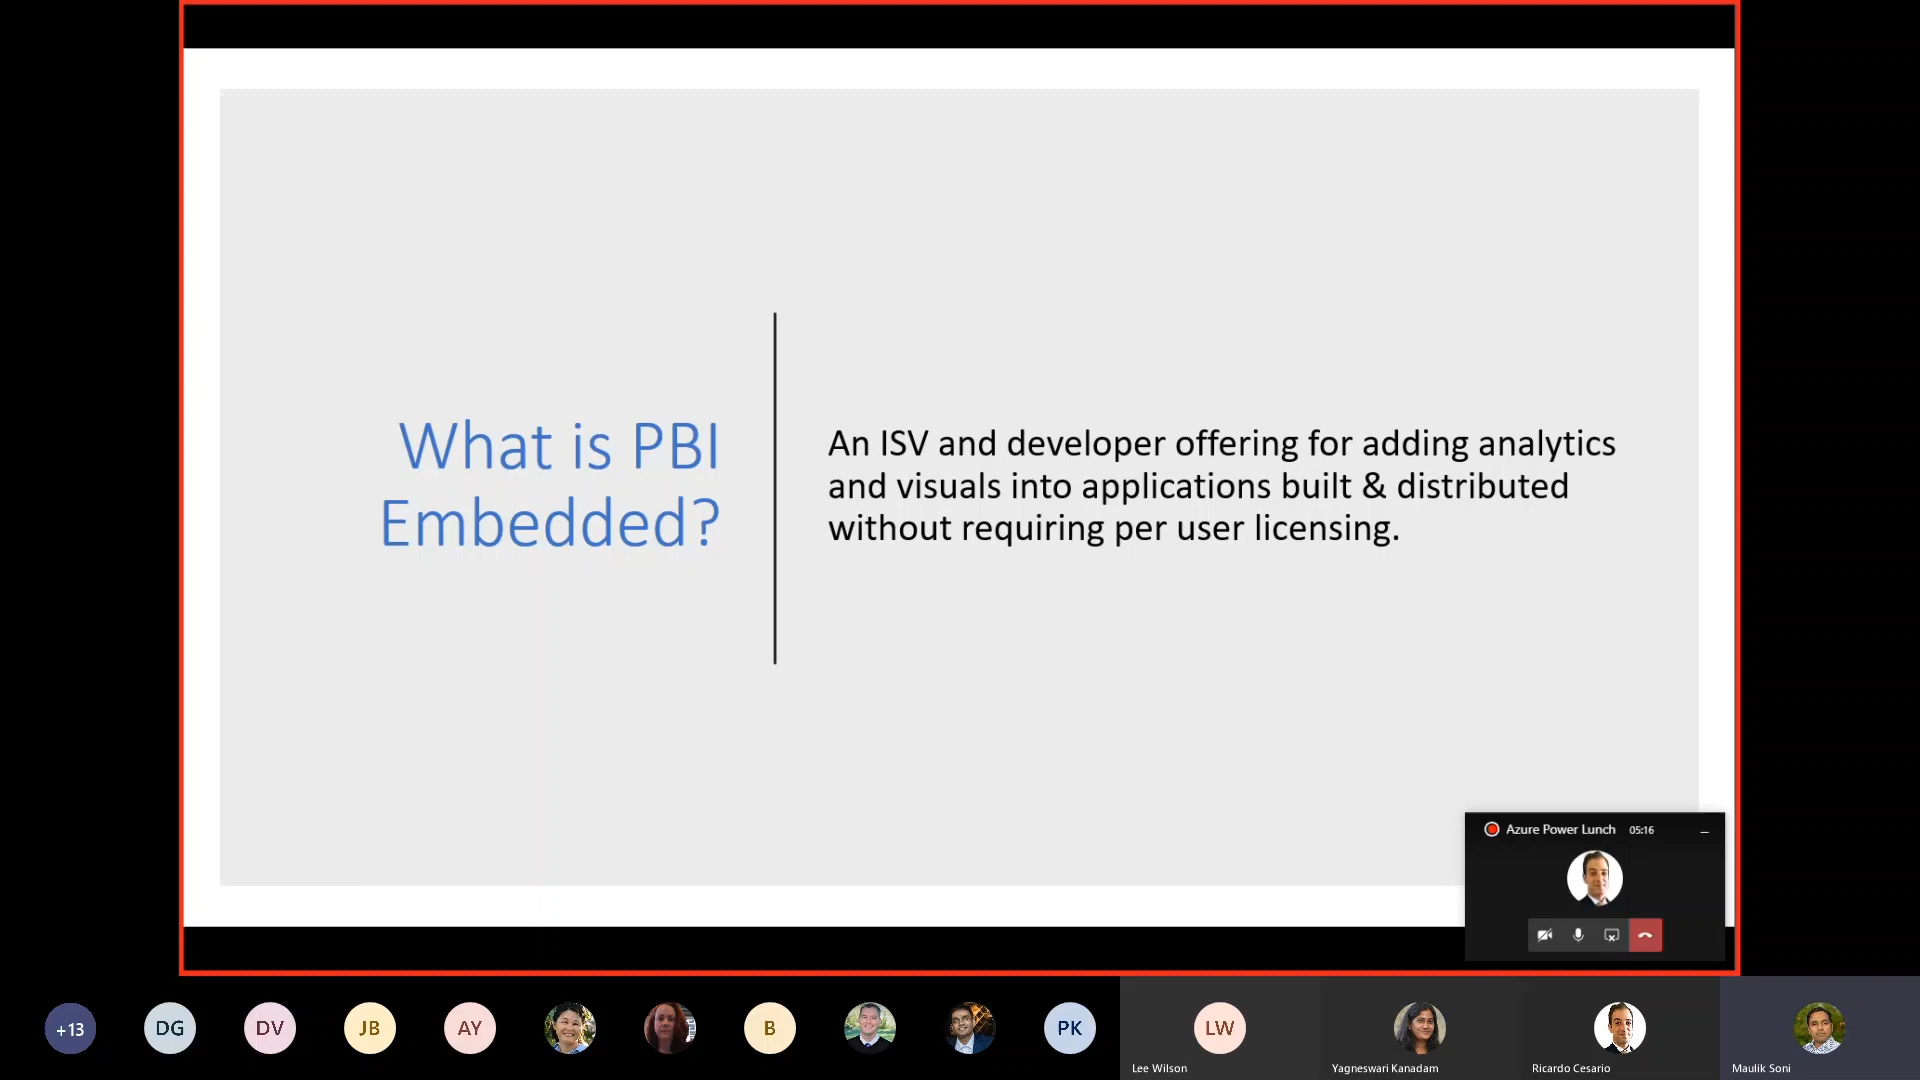 What is PBI
Embedded?
An ISV and developer offering for adding analytics
and visuals into applications built & distributed
without requiring per user licensing.
Azure Power Lunch 05:16
+13
DG
DV
JB
AY
B
PK
LW
Lee Wilson
Yagneswari Kanadam
Ricardo Cesario
Maulik Soni